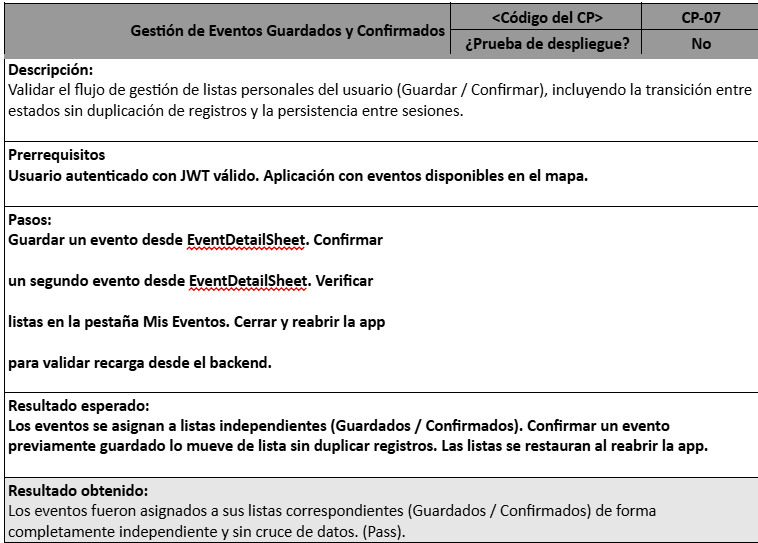 Gestión de Eventos Guardados y Confirmados
<Código del CP>
CP-07
¿Prueba de despliegue?
No
Descripción:
Validar el flujo de gestión de listas personales del usuario (Guardar / Confirmar), incluyendo la transición entre
estados sin duplicación de registros y la persistencia entre sesiones.
Prerrequisitos
Usuario autenticado con JWT válido. Aplicación con eventos disponibles en el mapa.
Pasos:
Guardar un evento desde EventDetailSheet. Confirmar
un segundo evento desde EventDetailSheet. Verificar
listas en la pestaña Mis Eventos. Cerrar y reabrir la app
para validar recarga desde el backend.
Resultado esperado:
Los eventos se asignan a listas independientes (Guardados / Confirmados). Confirmar un evento
previamente guardado lo mueve de lista sin duplicar registros. Las listas se restauran al reabrir la app.
Resultado obtenido:
Los eventos fueron asignados a sus listas correspondientes (Guardados / Confirmados) de forma
completamente independiente y sin cruce de datos. (Pass).